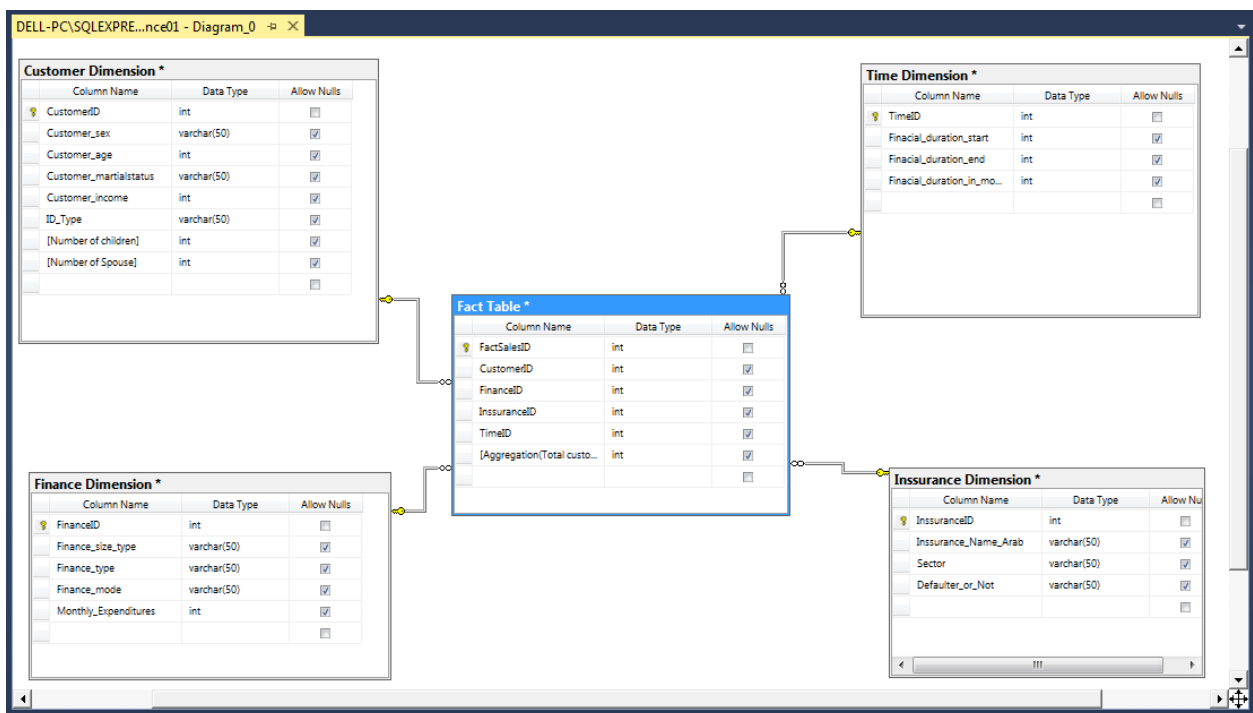 DELL-PC\SQLEXPRE...nce01 - Diagram_0
Customer Dimension *
Column Name Data Type Allow Nulls
CustomerID int
Customer_sex varchar(50)
Customer_age int
Customer_martialstatus varchar(50)
Customer_income int
ID_Type varchar(50)
[Number of children] int
[Number of Spouse] int
Time Dimension *
Column Name Data Type Allow Nulls
TimeID int
Finacial_duration_start int
Finacial_duration_end int
Finacial_duration_in_mo... int
Fact Table *
Column Name Data Type Allow Nulls
FactSalesID int
CustomerID int
FinanceID int
InssuranceID int
TimeID int
[Aggregation(Total custo... int
Finance Dimension *
Column Name Data Type Allow Nulls
FinanceID int
Finance_size_type varchar(50)
Finance_type varchar(50)
Finance_mode varchar(50)
Monthly_Expenditures int
Inssurance Dimension *
Column Name Data Type Allow Nu
InssuranceID int
Inssurance_Name_Arab varchar(50)
Sector varchar(50)
Defaulter_or_Not varchar(50)